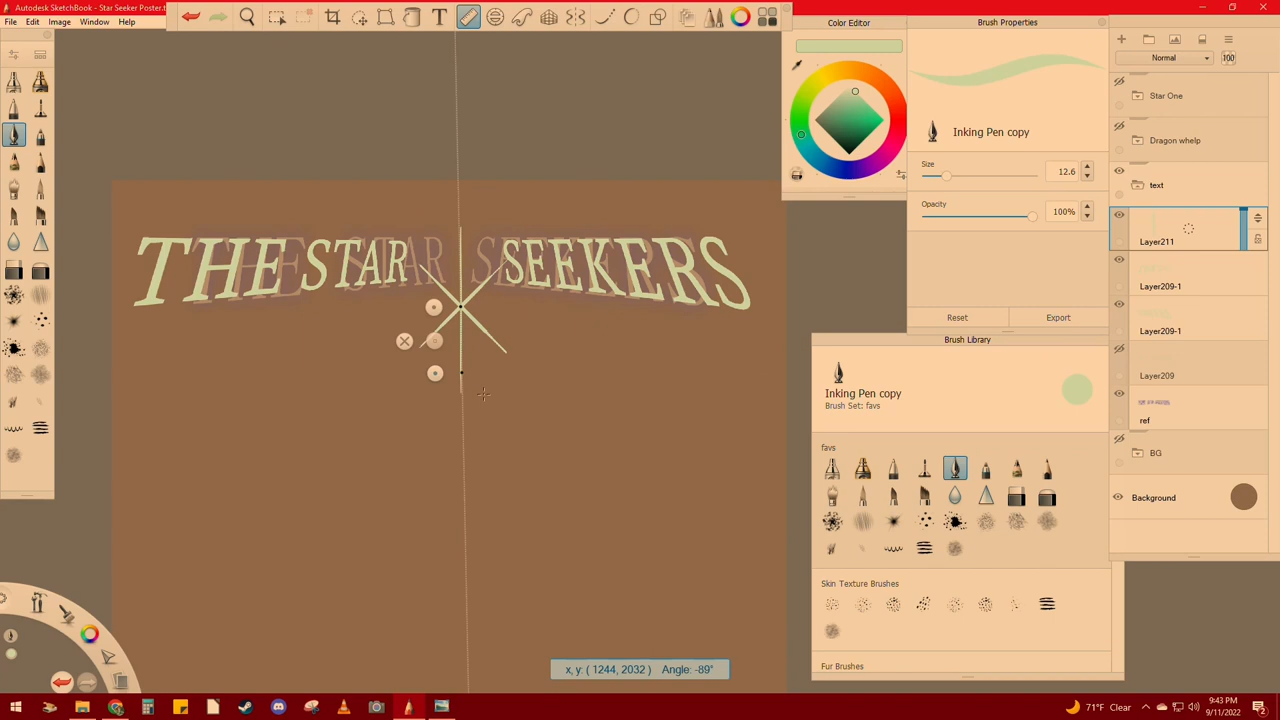 Autodesk SketchBook - Star Seeker Poster.t
File Edit Image Window Help
T
THE STAR SEEKERS
x, y: ( 1244, 2032 ) Angle: -89°
Color Editor
Brush Properties
Inking Pen copy
Size
12.6
Opacity
100%
Reset Export
Brush Library
Inking Pen copy
Brush Set: favs
favs
Skin Texture Brushes
Fur Brushes
Normal 100
Star One
Dragon whelp
text
Layer211
Layer209-1
Layer209-1
Layer209
ref
BG
Background
71°F Clear
9:43 PM
9/11/2022
2